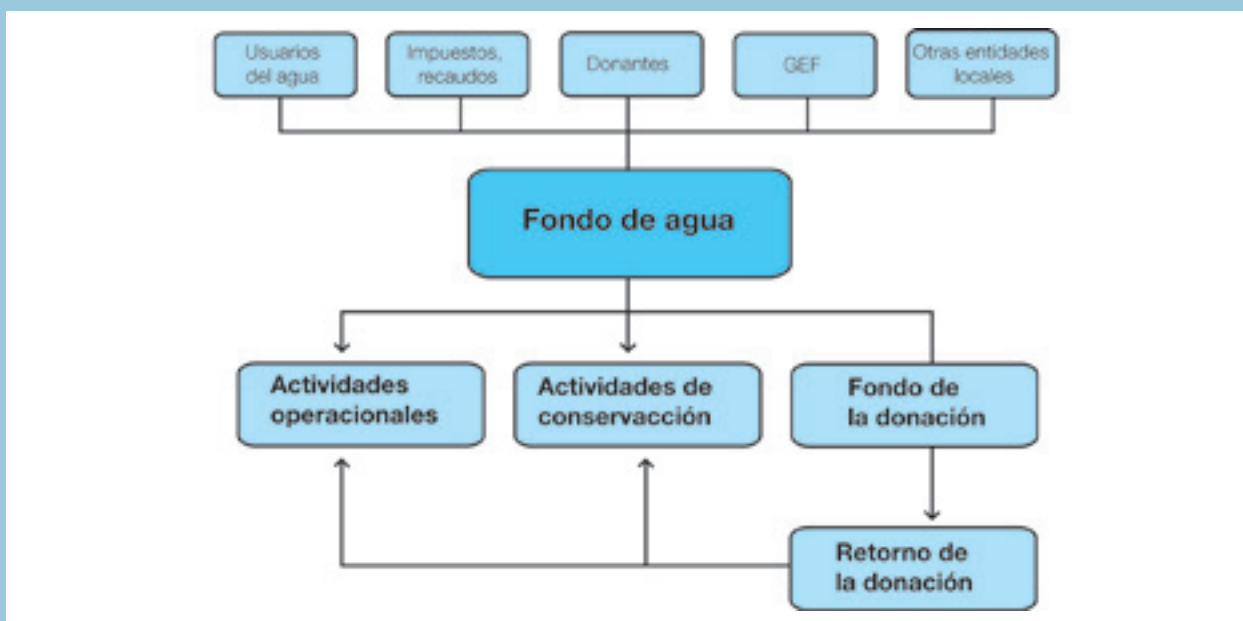 Usuarios
del agua
Impuestos,
recaudos
Donantes
GEF
Otras entidades
locales
Fondo de agua
Actividades
operacionales
Actividades de
conservacción
Fondo de
la donación
Retorno de
la donación